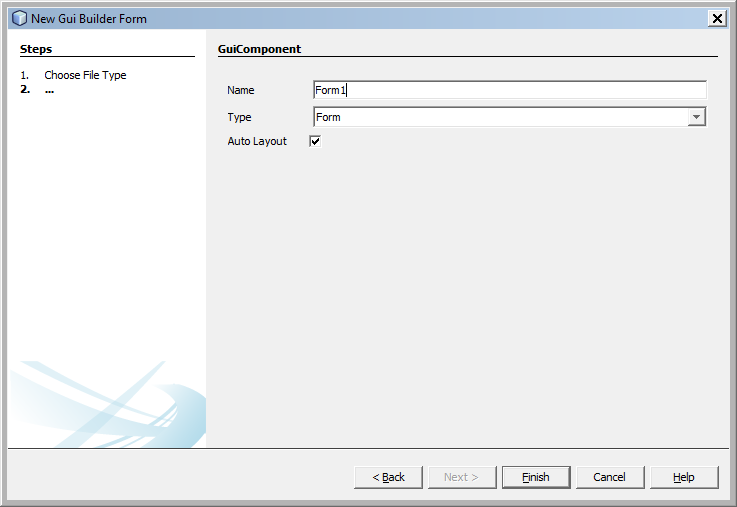 New Gui Builder Form
Steps
1. Choose File Type
2. ...
GuiComponent
Name Form1
Type Form
Auto Layout
< Back Next > Finish Cancel Help